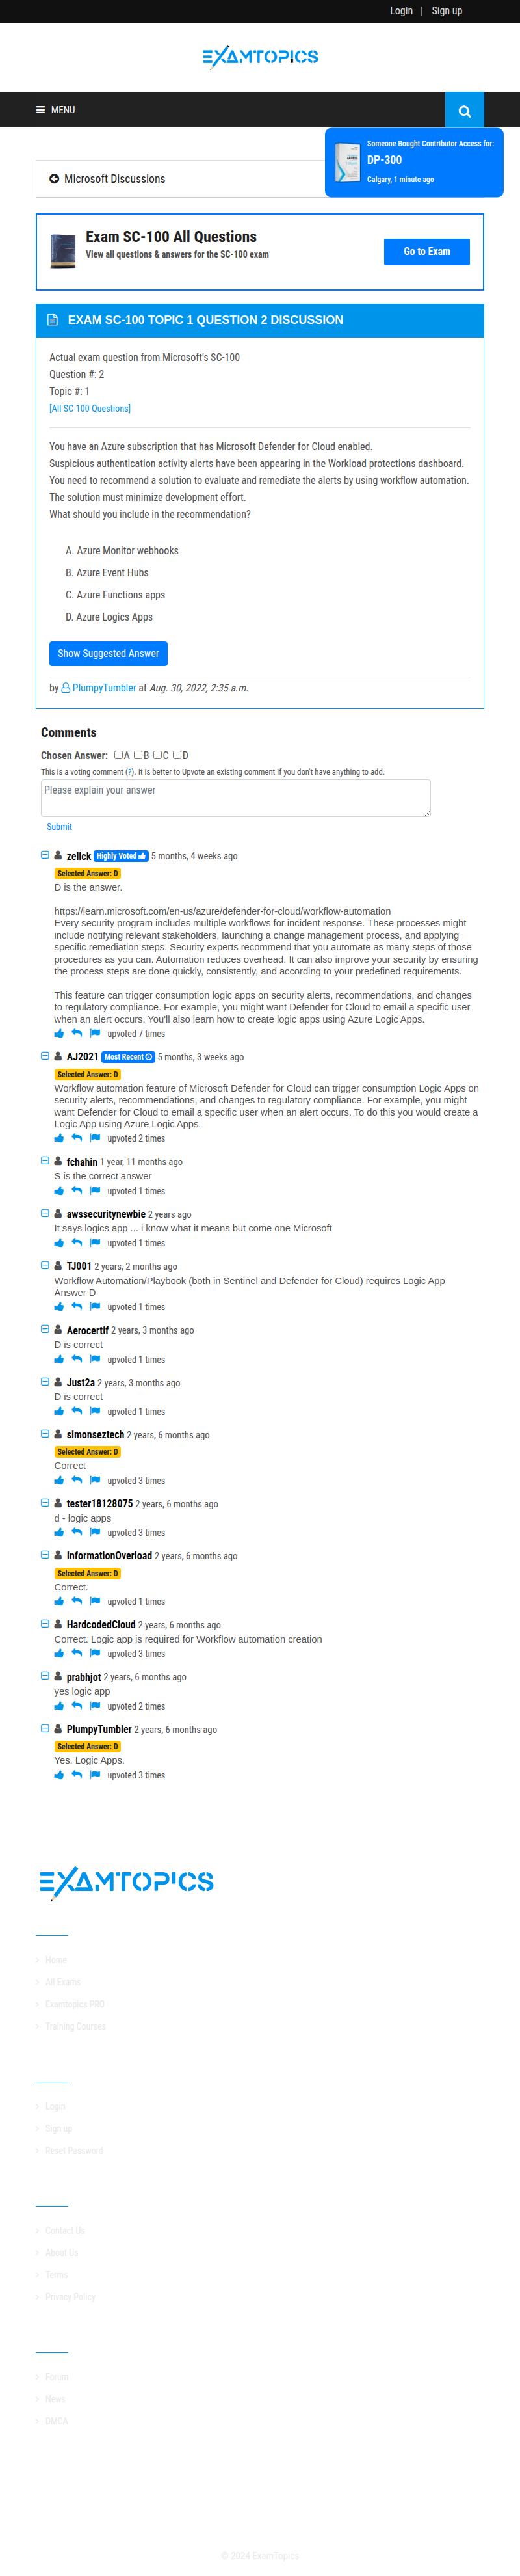 Login | Sign up
EXAMTOPICS
MENU
Someone Bought Contributor Access for:
DP-300
Calgary, 1 minute ago
Microsoft Discussions
Exam SC-100 All Questions
View all questions & answers for the SC-100 exam
Go to Exam
EXAM SC-100 TOPIC 1 QUESTION 2 DISCUSSION
Actual exam question from Microsoft's SC-100
Question #: 2
Topic #: 1
[All SC-100 Questions]
You have an Azure subscription that has Microsoft Defender for Cloud enabled.
Suspicious authentication activity alerts have been appearing in the Workload protections dashboard.
You need to recommend a solution to evaluate and remediate the alerts by using workflow automation.
The solution must minimize development effort.
What should you include in the recommendation?
A. Azure Monitor webhooks
B. Azure Event Hubs
C. Azure Functions apps
D. Azure Logics Apps
Show Suggested Answer
by PlumpyTumbler at Aug. 30, 2022, 2:35 a.m.
Comments
Chosen Answer: A B C D
This is a voting comment (?). It is better to Upvote an existing comment if you don't have anything to add.
Please explain your answer
Submit
zellck Highly Voted 5 months, 4 weeks ago
Selected Answer: D
D is the answer.
https://learn.microsoft.com/en-us/azure/defender-for-cloud/workflow-automation
Every security program includes multiple workflows for incident response. These processes might
include notifying relevant stakeholders, launching a change management process, and applying
specific remediation steps. Security experts recommend that you automate as many steps of those
procedures as you can. Automation reduces overhead. It can also improve your security by ensuring
the process steps are done quickly, consistently, and according to your predefined requirements.
This feature can trigger consumption logic apps on security alerts, recommendations, and changes
to regulatory compliance. For example, you might want Defender for Cloud to email a specific user
when an alert occurs. You'll also learn how to create logic apps using Azure Logic Apps.
upvoted 7 times
AJ2021 Most Recent 5 months, 3 weeks ago
Selected Answer: D
Workflow automation feature of Microsoft Defender for Cloud can trigger consumption Logic Apps on
security alerts, recommendations, and changes to regulatory compliance. For example, you might
want Defender for Cloud to email a specific user when an alert occurs. To do this you would create a
Logic App using Azure Logic Apps.
upvoted 2 times
fchahin 1 year, 11 months ago
S is the correct answer
upvoted 1 times
awssecuritynewbie 2 years ago
It says logics app ... i know what it means but come one Microsoft
upvoted 1 times
TJ001 2 years, 2 months ago
Workflow Automation/Playbook (both in Sentinel and Defender for Cloud) requires Logic App
Answer D
upvoted 1 times
Aerocertif 2 years, 3 months ago
D is correct
upvoted 1 times
Just2a 2 years, 3 months ago
D is correct
upvoted 1 times
simonseztech 2 years, 6 months ago
Selected Answer: D
Correct
upvoted 3 times
tester18128075 2 years, 6 months ago
d - logic apps
upvoted 3 times
InformationOverload 2 years, 6 months ago
Selected Answer: D
Correct.
upvoted 1 times
HardcodedCloud 2 years, 6 months ago
Correct. Logic app is required for Workflow automation creation
upvoted 3 times
prabhjot 2 years, 6 months ago
yes logic app
upvoted 2 times
PlumpyTumbler 2 years, 6 months ago
Selected Answer: D
Yes. Logic Apps.
upvoted 3 times
EXAMTOPICS
Home
All Exams
Examtopics PRO
Training Courses
Login
Sign up
Reset Password
Contact Us
About Us
Terms
Privacy Policy
Forum
News
DMCA
© 2024 ExamTopics